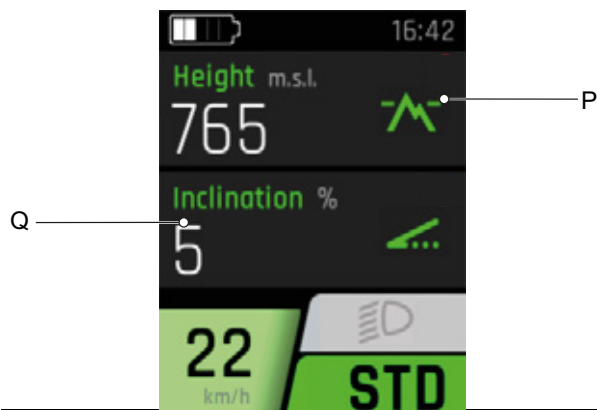 16:42
Height m.s.l.
765
P
Inclination %
Q
5
22
km/h
STD